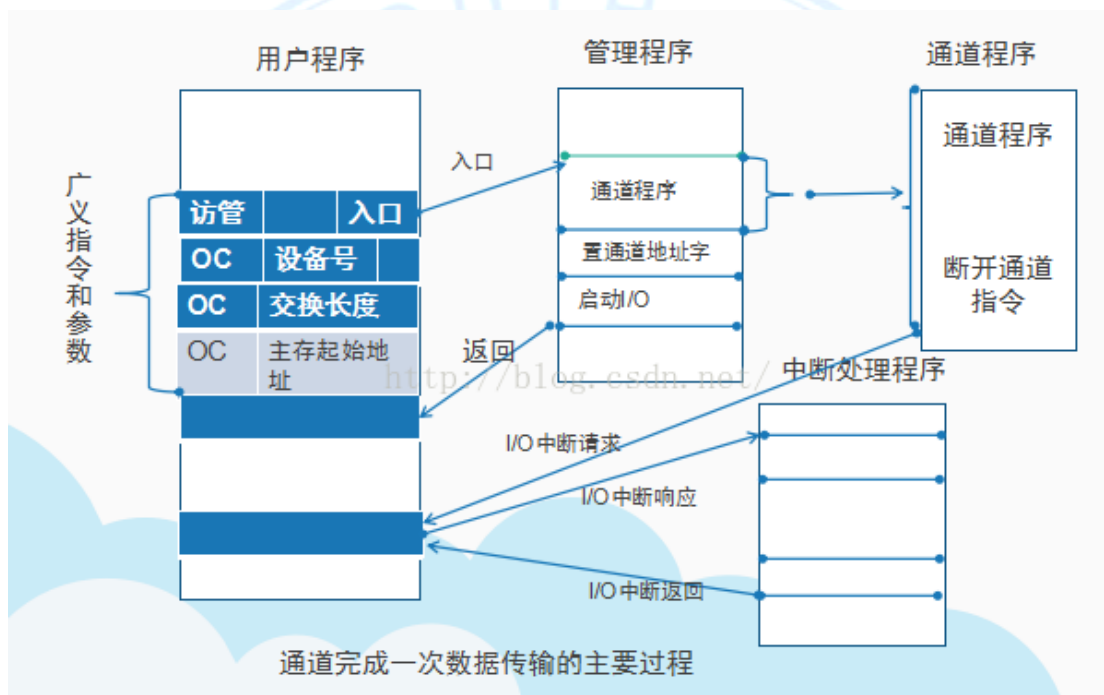 用户程序
管理程序
通道程序
广义指令和参数
访管 入口
OC 设备号
OC 交换长度
OC 主存起始地
址
入口
返回
通道程序
置通道地址字
启动I/O
通道程序
断开通道
指令
http://blog.csdn.net/
中断处理程序
I/O中断请求
I/O中断响应
I/O中断返回
通道完成一次数据传输的主要过程